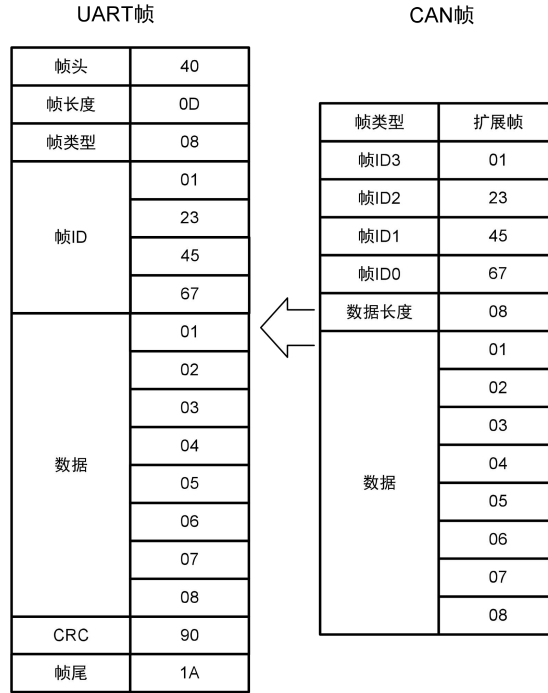 UART帧
帧头 40
帧长度 0D
帧类型 08
帧ID
01
23
45
67
数据
01
02
03
04
05
06
07
08
CRC 90
帧尾 1A
CAN帧
帧类型 扩展帧
帧ID3 01
帧ID2 23
帧ID1 45
帧ID0 67
数据长度 08
数据
01
02
03
04
05
06
07
08